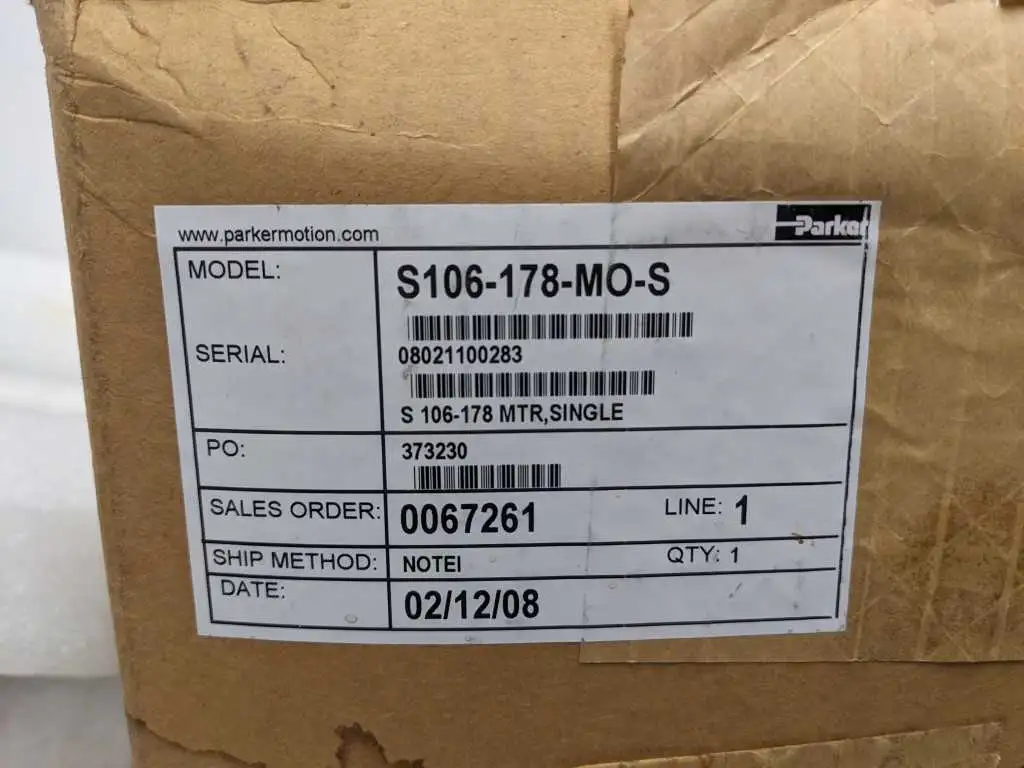 www.parkermotion.com
Parker
MODEL: S106-178-MO-S
SERIAL: 08021100283
S 106-178 MTR,SINGLE
PO: 373230
SALES ORDER: 0067261 LINE: 1
SHIP METHOD: NOTEI QTY: 1
DATE: 02/12/08